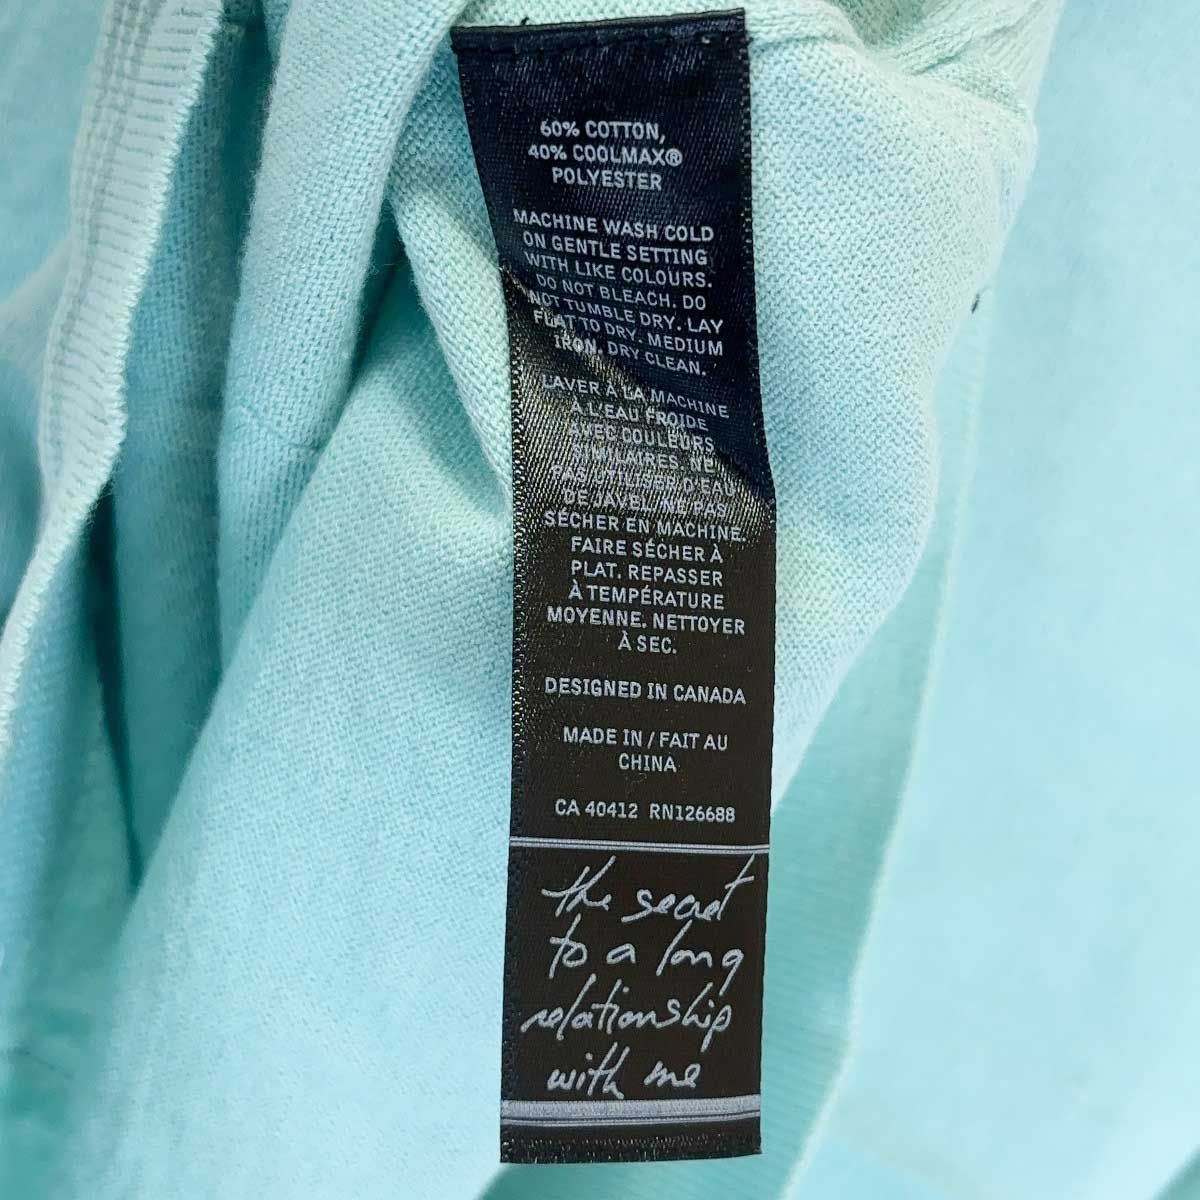 60% COTTON,
40% COOLMAX®
POLYESTER
MACHINE WASH COLD
ON GENTLE SETTING
WITH LIKE COLOURS.
DO NOT BLEACH. DO
NOT TUMBLE DRY. LAY
FLAT TO DRY. MEDIUM
IRON. DRY CLEAN.
LAVER À LA MACHINE
À L'EAU FROIDE
AVEC COULEURS
SIMILAIRES. NE
PAS UTILISER D'EAU
DE JAVEL. NE PAS
SÉCHER EN MACHINE.
FAIRE SÉCHER À
PLAT. REPASSER
À TEMPÉRATURE
MOYENNE. NETTOYER
À SEC.
DESIGNED IN CANADA
MADE IN / FAIT AU
CHINA
CA 40412 RN126688
the secret
to a long
relationship
with me